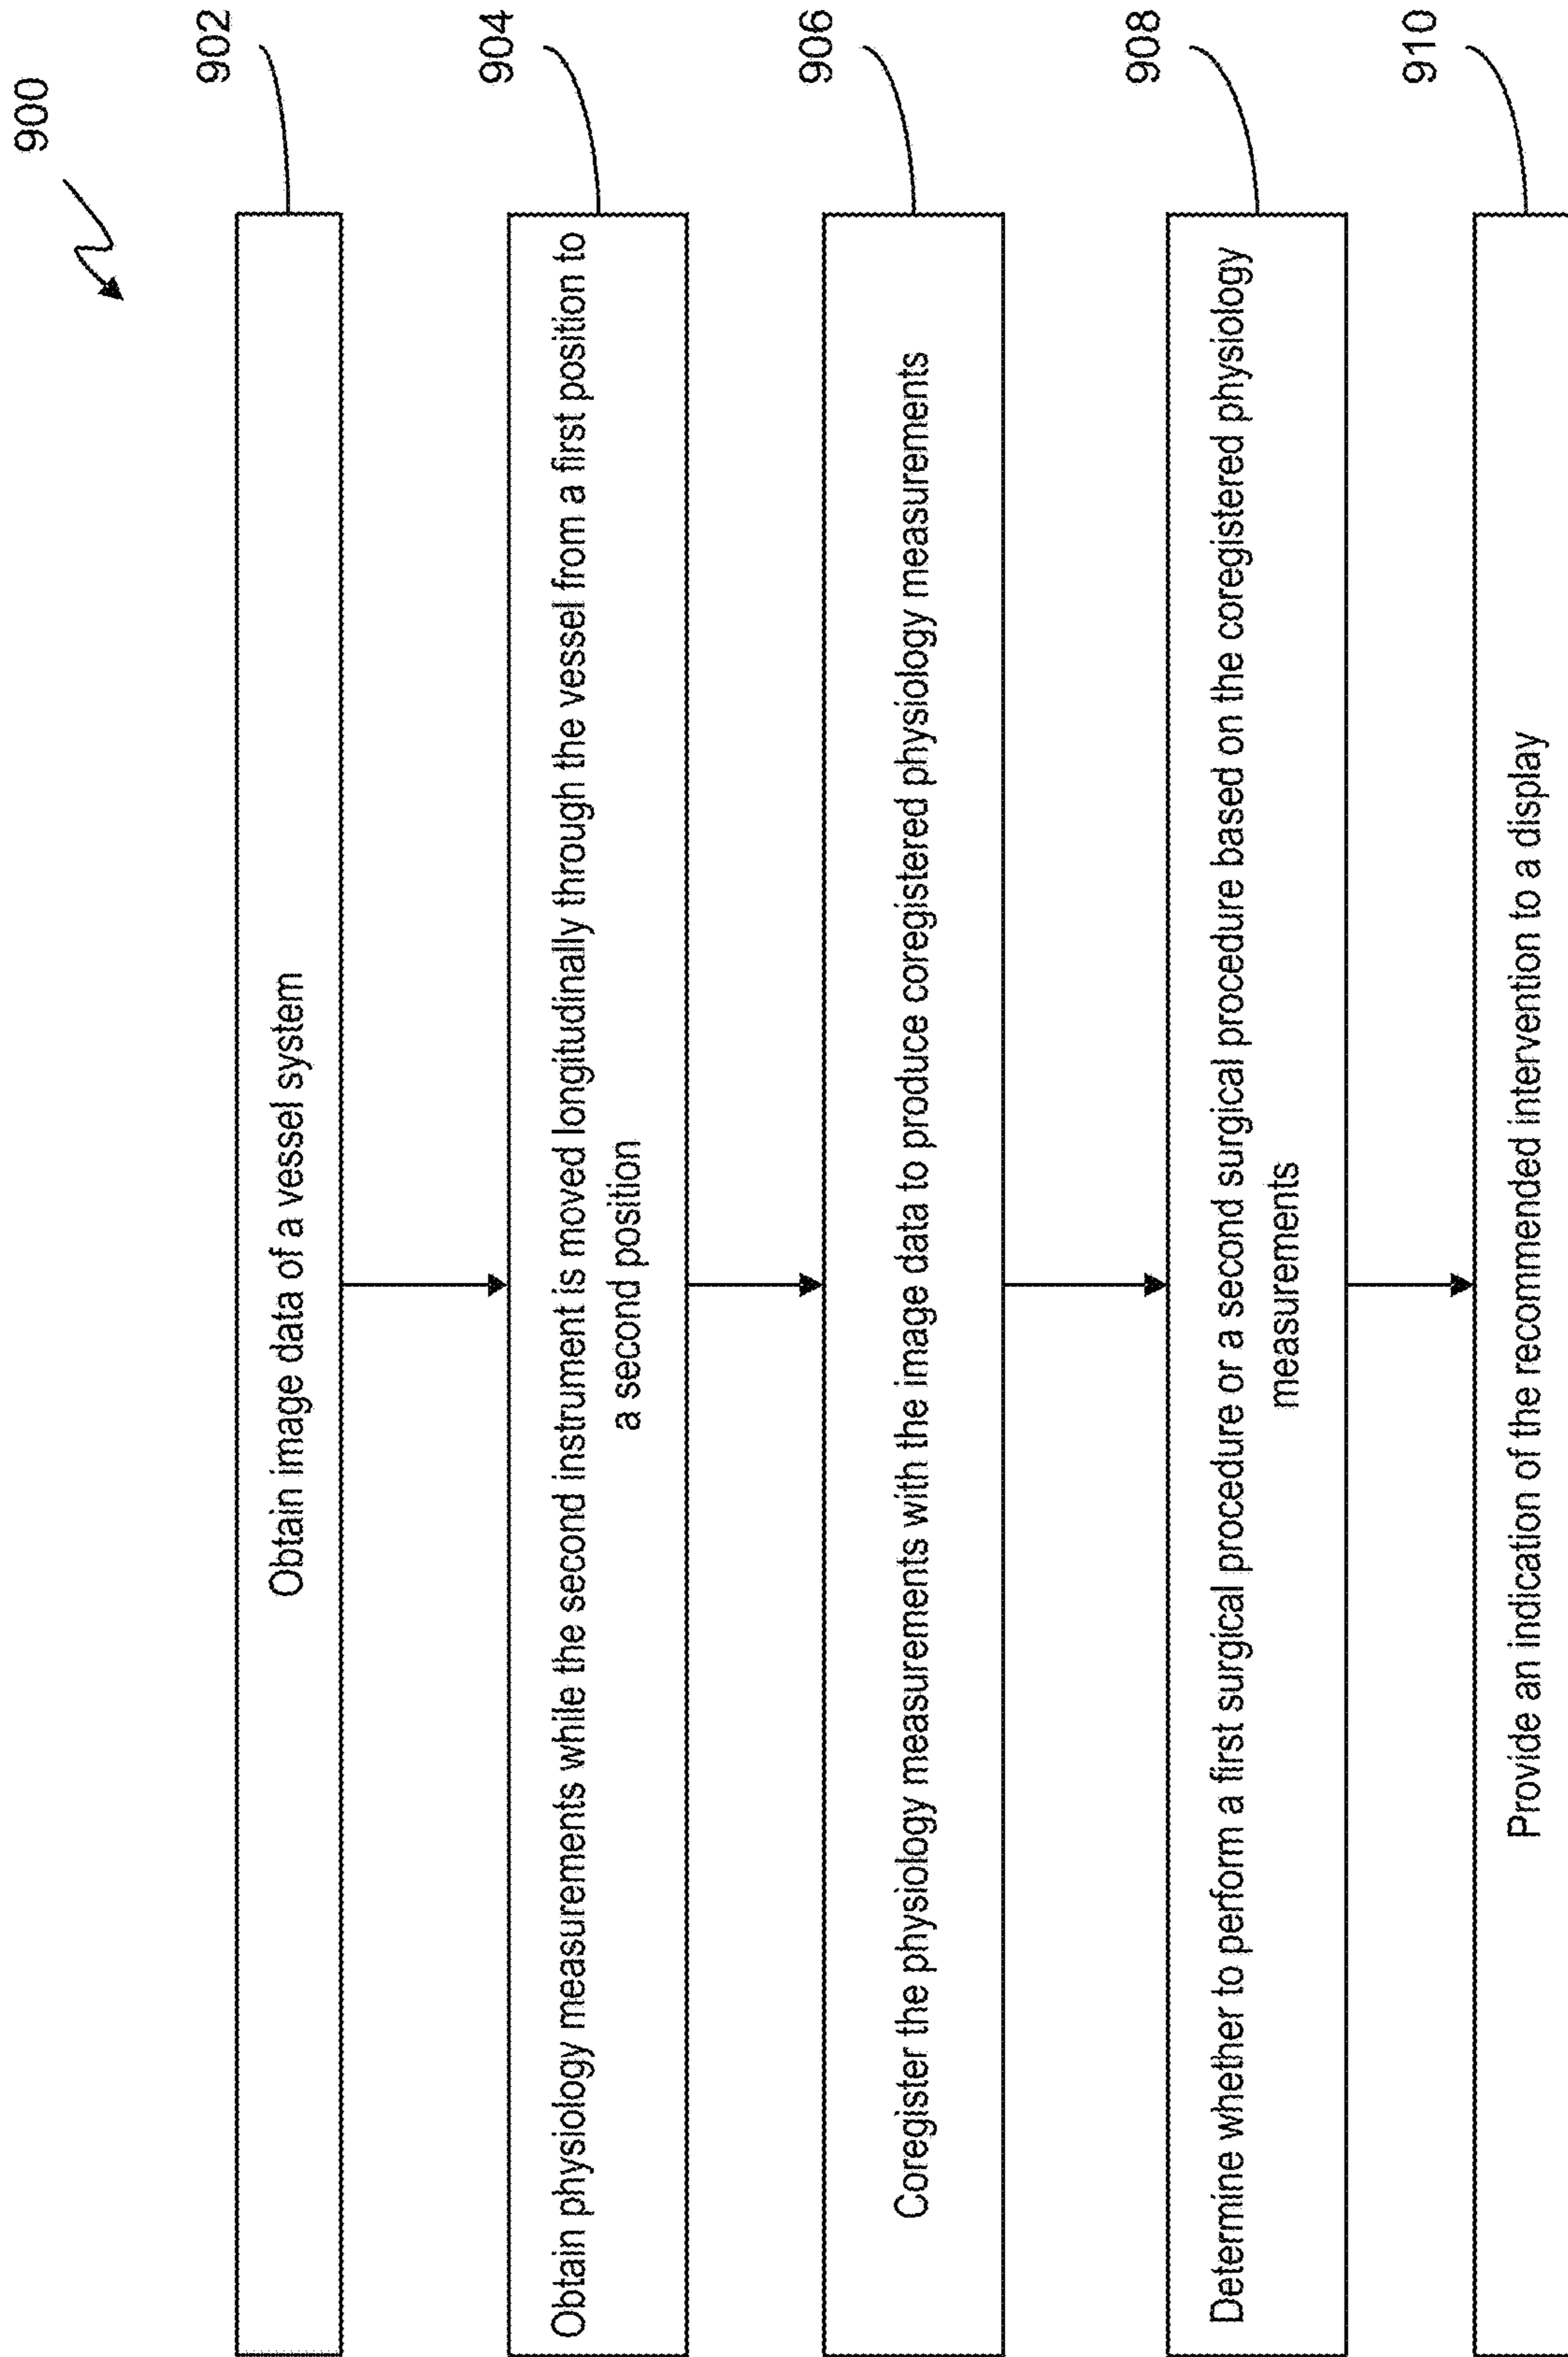 900
902
Obtain image data of a vessel system
904
Obtain physiology measurements while the second instrument is moved longitudinally through the vessel from a first position to
a second position
906
Coregister the physiology measurements with the image data to produce coregistered physiology measurements
908
Determine whether to perform a first surgical procedure or a second surgical procedure based on the coregistered physiology
measurements
910
Provide an indication of the recommended intervention to a display